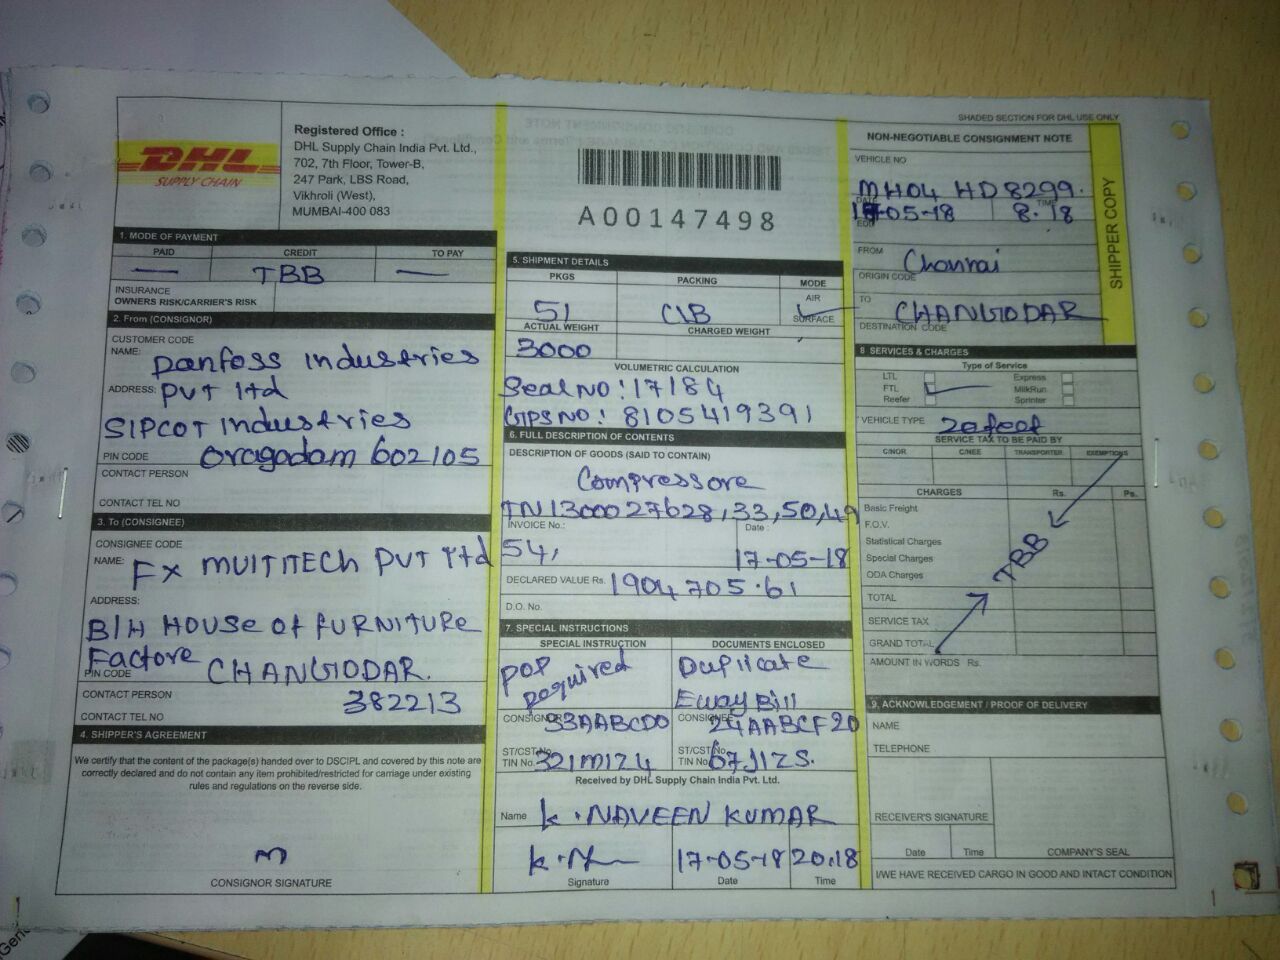 SHADED SECTION FOR DHL USE ONLY
DHL
SUPPLY CHAIN
Registered Office :
DHL Supply Chain India Pvt. Ltd.,
702, 7th Floor, Tower-B,
247 Park, LBS Road,
Vikhroli (West),
MUMBAI-400 083
A00147498
NON-NEGOTIABLE CONSIGNMENT NOTE
SHIPPER COPY
VEHICLE NO
MH04 HD 8299.
DATE TIME
17-05-18 8.18
EDD
FROM Chennai
ORIGIN CODE
TO CHANGODAR
DESTINATION CODE
1. MODE OF PAYMENT
PAID CREDIT TO PAY
— TBB —
INSURANCE
OWNERS RISK/CARRIER'S RISK
2. From (CONSIGNOR)
CUSTOMER CODE
NAME: Danfoss industries
ADDRESS: PVT ltd
SIPCOT industries
PIN CODE Oragadam 602105
CONTACT PERSON
CONTACT TEL NO
3. To (CONSIGNEE)
CONSIGNEE CODE
NAME: FX MUITITECH PVT ltd
ADDRESS:
B/H HOUSE of FURNITURE
Factore CHANGODAR.
PIN CODE
CONTACT PERSON 382213
CONTACT TEL NO
4. SHIPPER'S AGREEMENT
We certify that the content of the package(s) handed over to DSCIPL and covered by this note are
correctly declared and do not contain any item prohibited/restricted for carriage under existing
rules and regulations on the reverse side.
CONSIGNOR SIGNATURE
5. SHIPMENT DETAILS
PKGS PACKING MODE
51 C\B AIR
SURFACE
ACTUAL WEIGHT CHARGED WEIGHT
3000
VOLUMETRIC CALCULATION
Seal NO: 17184
GPS NO: 8105419391
6. FULL DESCRIPTION OF CONTENTS
DESCRIPTION OF GOODS (SAID TO CONTAIN)
Compressore
TN1300027628,33,50,49
INVOICE No.: Date :
54, 17-05-18
DECLARED VALUE Rs. 1904705.61
D.O. No.
7. SPECIAL INSTRUCTIONS
SPECIAL INSTRUCTION DOCUMENTS ENCLOSED
POP Duplicate
Required Eway Bill
CONSIGNOR 33AABCD0 CONSIGNEE 24AABCF20
ST/CST No. ST/CST No.
TIN No. 321M1Z4 TIN No. 67J1ZS.
Received by DHL Supply Chain India Pvt. Ltd.
Name K. NAVEEN KUMAR
17-05-18 20.18
Signature Date Time
8 SERVICES & CHARGES
Type of Service
LTL Express
FTL MilkRun
Reefer Sprinter
VEHICLE TYPE 20 feet
SERVICE TAX TO BE PAID BY
C/NOR C/NEE TRANSPORTER EXEMPTIONS
CHARGES Rs. Ps.
Basic Freight
F.O.V.
Statistical Charges
Special Charges
ODA Charges
TBB
TOTAL
SERVICE TAX
GRAND TOTAL
AMOUNT IN WORDS Rs.
9. ACKNOWLEDGEMENT / PROOF OF DELIVERY
NAME
TELEPHONE
RECEIVER'S SIGNATURE
Date Time COMPANY'S SEAL
I/WE HAVE RECEIVED CARGO IN GOOD AND INTACT CONDITION